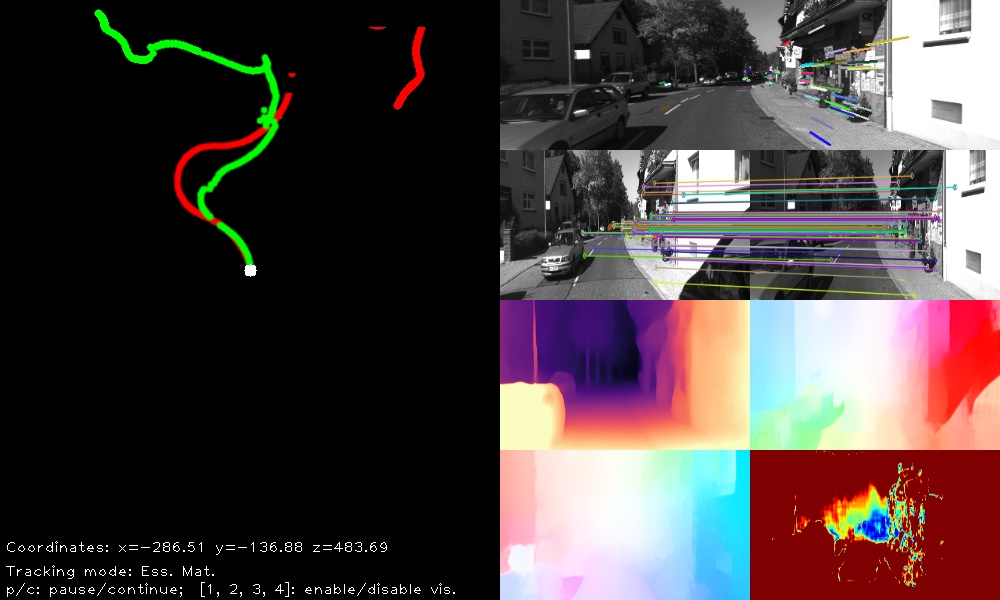 Coordinates: x=-286.51 y=-136.88 z=483.69
Tracking mode: Ess. Mat.
p/c: pause/continue;  [1, 2, 3, 4]: enable/disable vis.